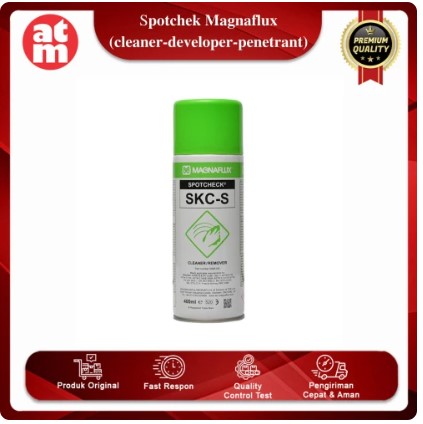 atm
Spotchek Magnaflux
(cleaner-developer-penetrant)
PREMIUM
QUALITY
MAGNAFLUX
SPOTCHECK®
SKC-S
CLEANER/REMOVER
Produk Original
Fast Respon
Quality
Control Test
Pengiriman
Cepat & Aman